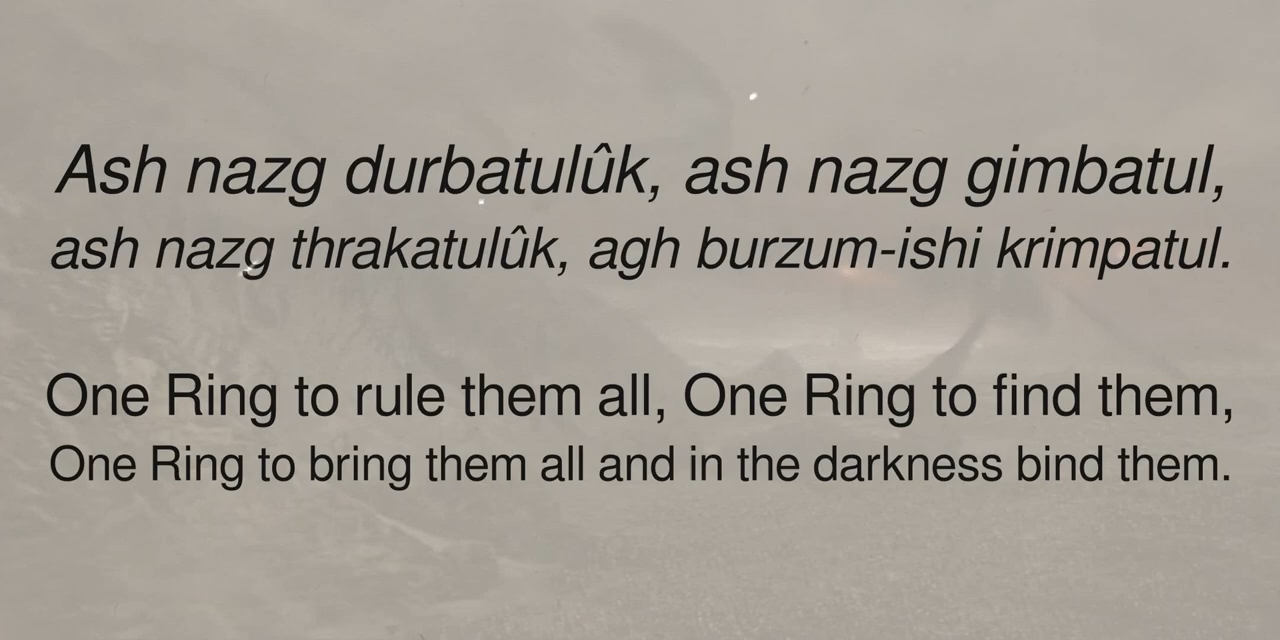 Ash nazg durbatulûk, ash nazg gimbatul,
ash nazg thrakatulûk, agh burzum-ishi krimpatul.
One Ring to rule them all, One Ring to find them,
One Ring to bring them all and in the darkness bind them.